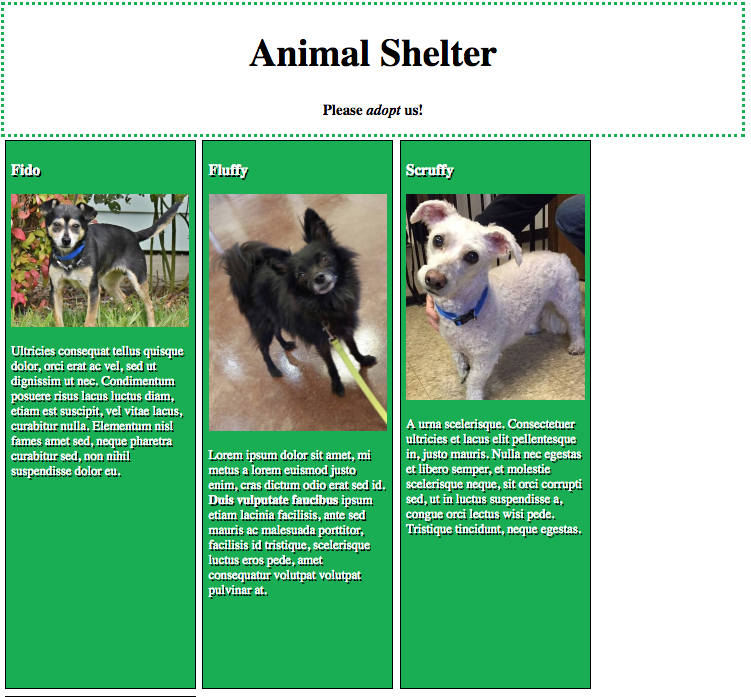 Animal Shelter
Please adopt us!
Fido
Ultricies consequat tellus quisque
dolor, orci erat ac vel, sed ut
dignissim ut nec. Condimentum
posuere risus lacus luctus diam,
etiam est suscipit, vel vitae lacus,
curabitur nulla. Elementum nisl
fames amet sed, neque pharetra
curabitur sed, non nihil
suspendisse dolor eu.
Fluffy
Lorem ipsum dolor sit amet, mi
metus a lorem euismod justo
enim, cras dictum odio erat sed id.
Duis vulputate faucibus ipsum
etiam lacinia facilisis, ante sed
mauris ac malesuada porttitor,
facilisis id tristique, scelerisque
luctus eros pede, amet
consequatur volutpat volutpat
pulvinar at.
Scruffy
A urna scelerisque. Consectetuer
ultricies et lacus elit pellentesque
in, justo mauris. Nulla nec egestas
et libero semper, et molestie
scelerisque neque, sit orci corrupti
sed, ut in luctus suspendisse a,
congue orci lectus wisi pede.
Tristique tincidunt, neque egestas.